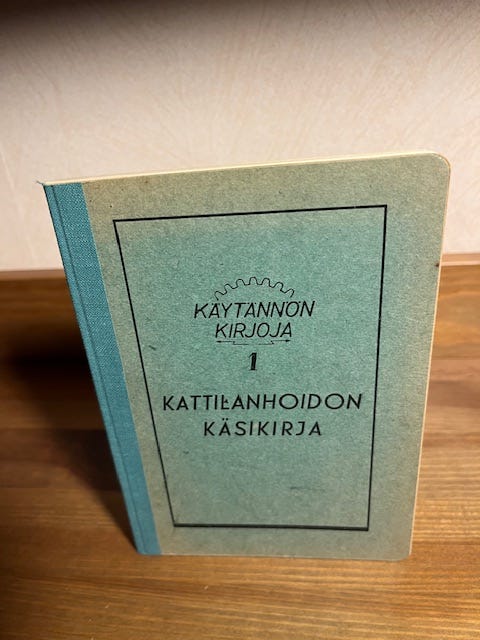 KÄYTÄNNÖN
KIRJOJA
1
KATTILANHOIDON
KÄSIKIRJA